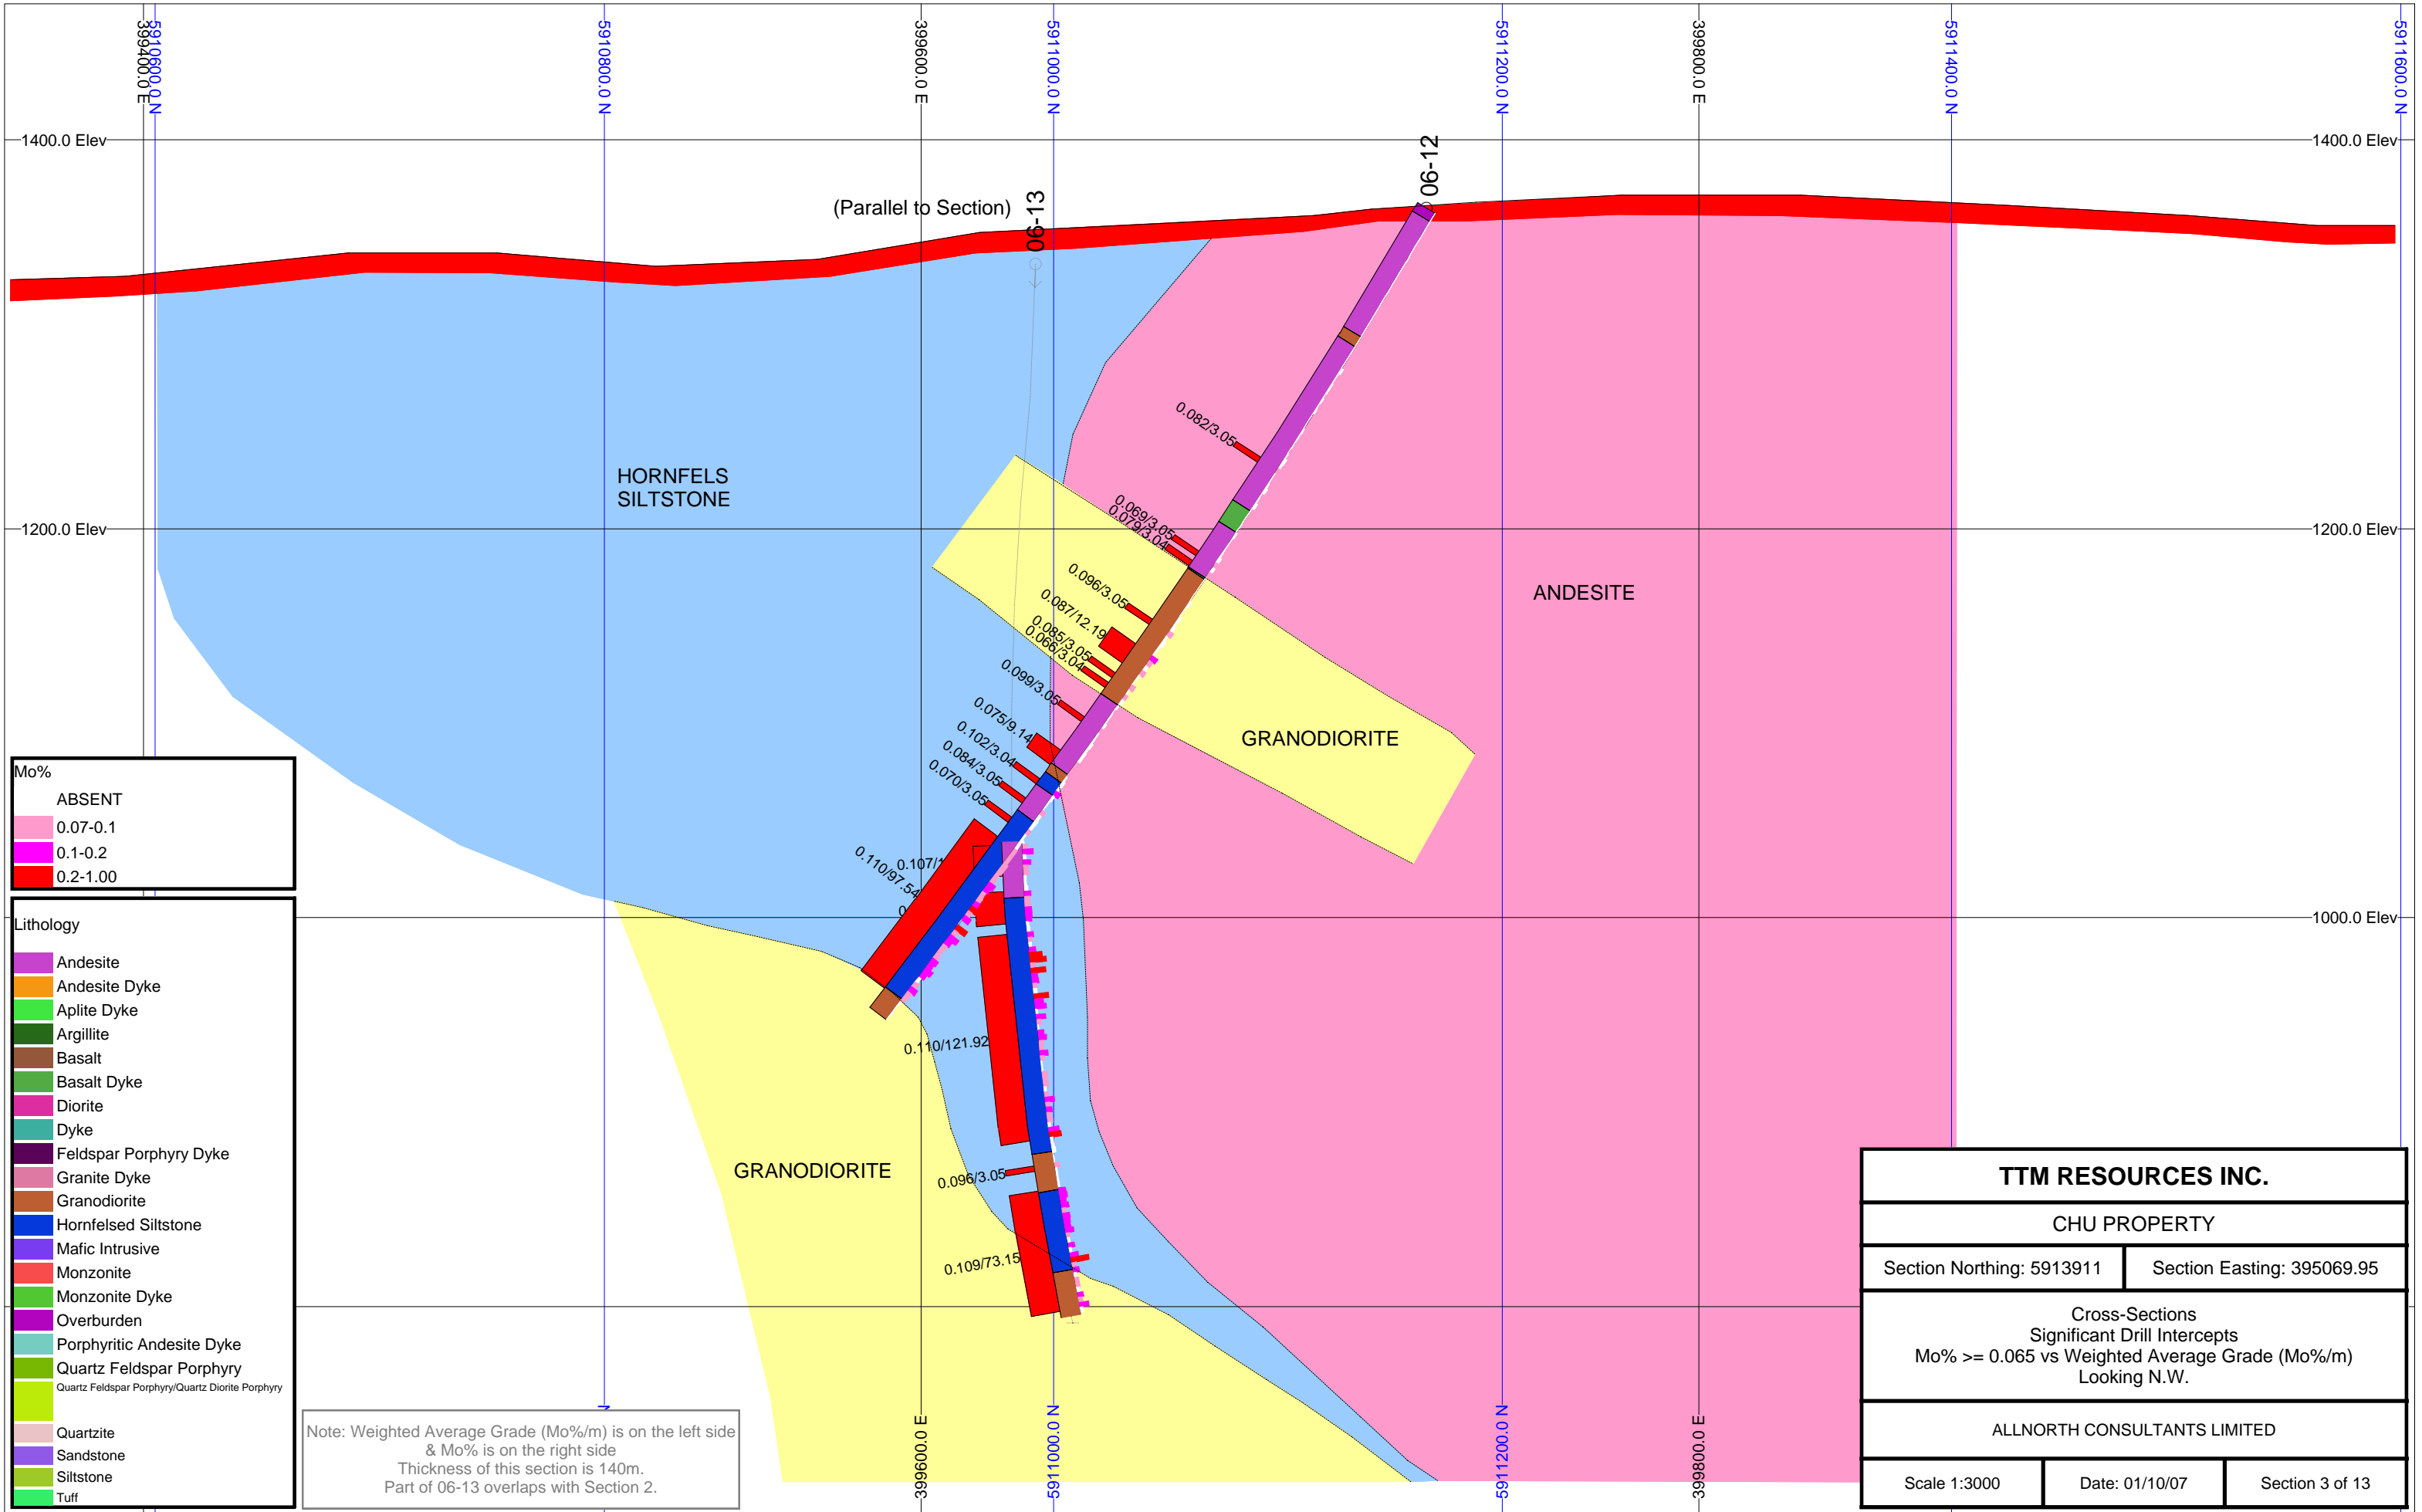 399400.0 E
5910600.0 N
5910800.0 N
399600.0 E
5911000.0 N
5911200.0 N
399800.0 E
5911400.0 N
5911600.0 N
1400.0 Elev
1400.0 Elev
(Parallel to Section)
06-13
06-12
HORNFELS
SILTSTONE
1200.0 Elev
1200.0 Elev
ANDESITE
GRANODIORITE
0.082/3.05
0.069/3.05
0.079/3.04
0.096/3.05
0.087/12.19
0.085/3.05
0.066/3.04
0.099/3.05
0.075/9.14
0.102/3.04
0.084/3.05
0.070/3.05
0.107/1
0.110/97.54
0.
1000.0 Elev
0.110/121.92
0.096/3.05
0.109/73.15
GRANODIORITE
Mo%
ABSENT
0.07-0.1
0.1-0.2
0.2-1.00
Lithology
Andesite
Andesite Dyke
Aplite Dyke
Argillite
Basalt
Basalt Dyke
Diorite
Dyke
Feldspar Porphyry Dyke
Granite Dyke
Granodiorite
Hornfelsed Siltstone
Mafic Intrusive
Monzonite
Monzonite Dyke
Overburden
Porphyritic Andesite Dyke
Quartz Feldspar Porphyry
Quartz Feldspar Porphyry/Quartz Diorite Porphyry
Quartzite
Sandstone
Siltstone
Tuff
Note: Weighted Average Grade (Mo%/m) is on the left side
& Mo% is on the right side
Thickness of this section is 140m.
Part of 06-13 overlaps with Section 2.
N
399600.0 E
5911000.0 N
5911200.0 N
399800.0 E
TTM RESOURCES INC.
CHU PROPERTY
Section Northing: 5913911
Section Easting: 395069.95
Cross-Sections
Significant Drill Intercepts
Mo% >= 0.065 vs Weighted Average Grade (Mo%/m)
Looking N.W.
ALLNORTH CONSULTANTS LIMITED
Scale 1:3000
Date: 01/10/07
Section 3 of 13